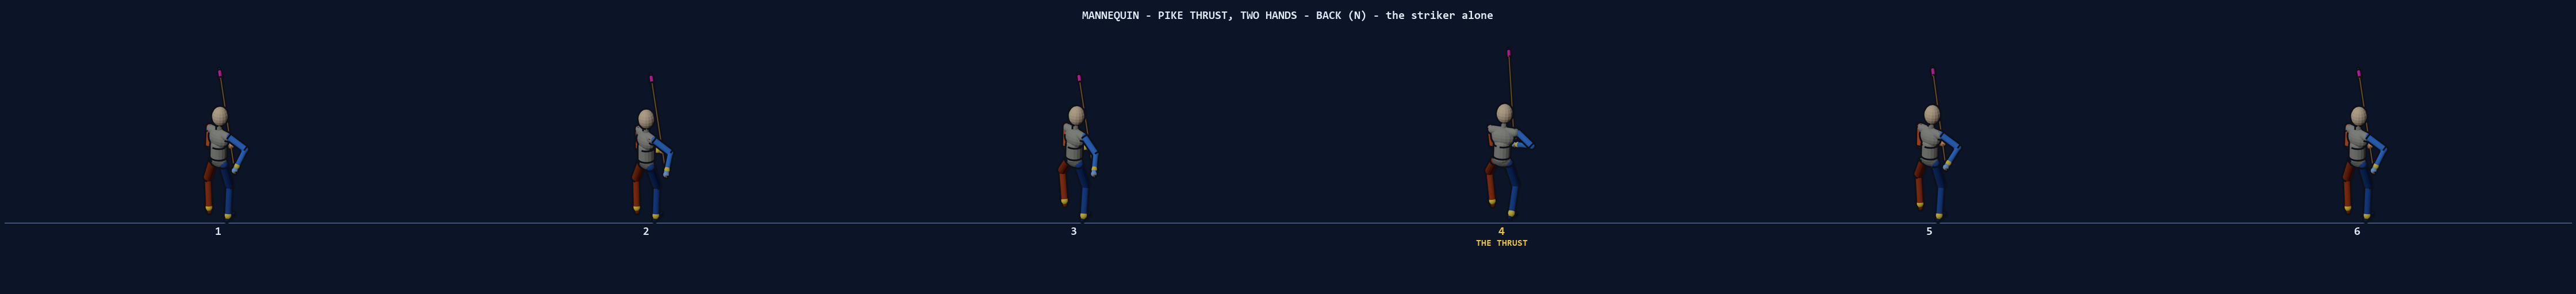 MANNEQUIN - PIKE THRUST, TWO HANDS - BACK (N) - the striker alone
1 2 3 4 5 6
THE THRUST